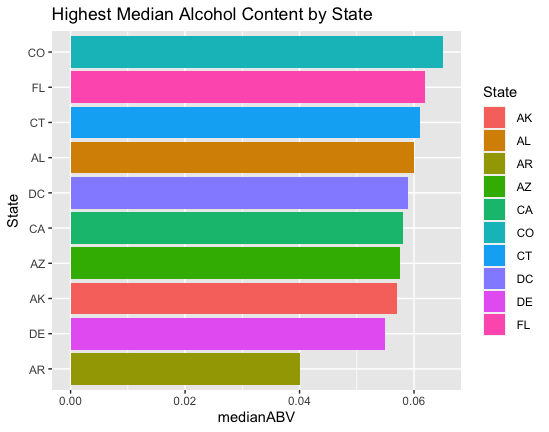 Highest Median Alcohol Content by State
CO
FL
CT
AL
DC
CA
AZ
AK
DE
AR
State
0.00 0.02 0.04 0.06
medianABV
State
AK
AL
AR
AZ
CA
CO
CT
DC
DE
FL